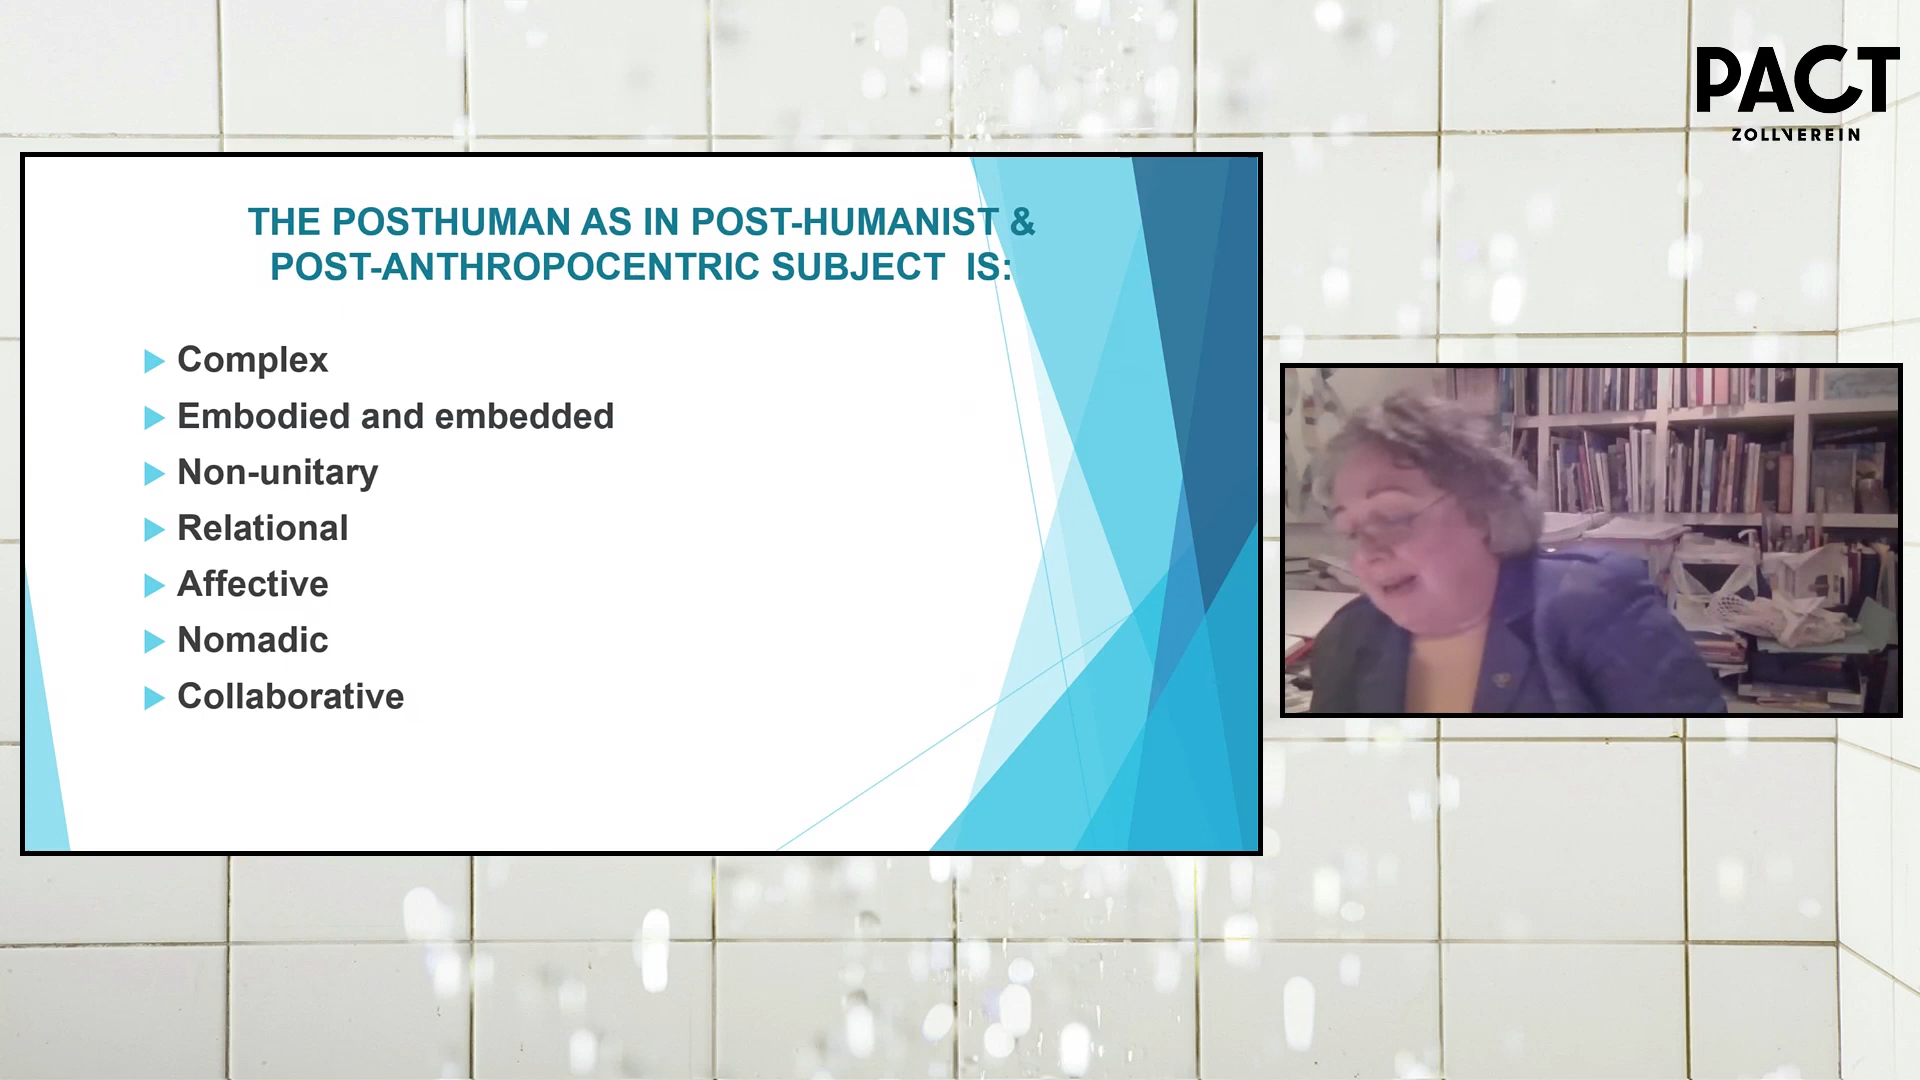 PACT
ZOLLVEREIN
THE POSTHUMAN AS IN POST-HUMANIST &
POST-ANTHROPOCENTRIC SUBJECT IS:
Complex
Embodied and embedded
Non-unitary
Relational
Affective
Nomadic
Collaborative